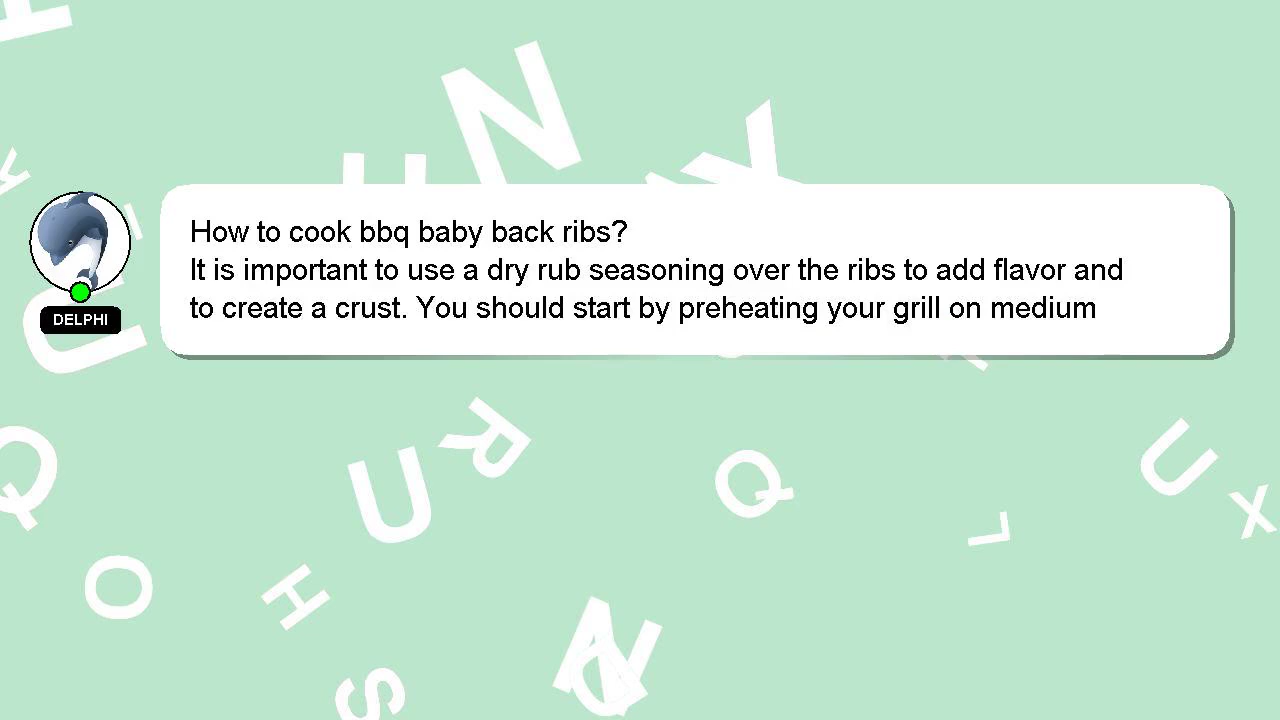 How to cook bbq baby back ribs?
It is important to use a dry rub seasoning over the ribs to add flavor and
to create a crust. You should start by preheating your grill on medium
DELPHI